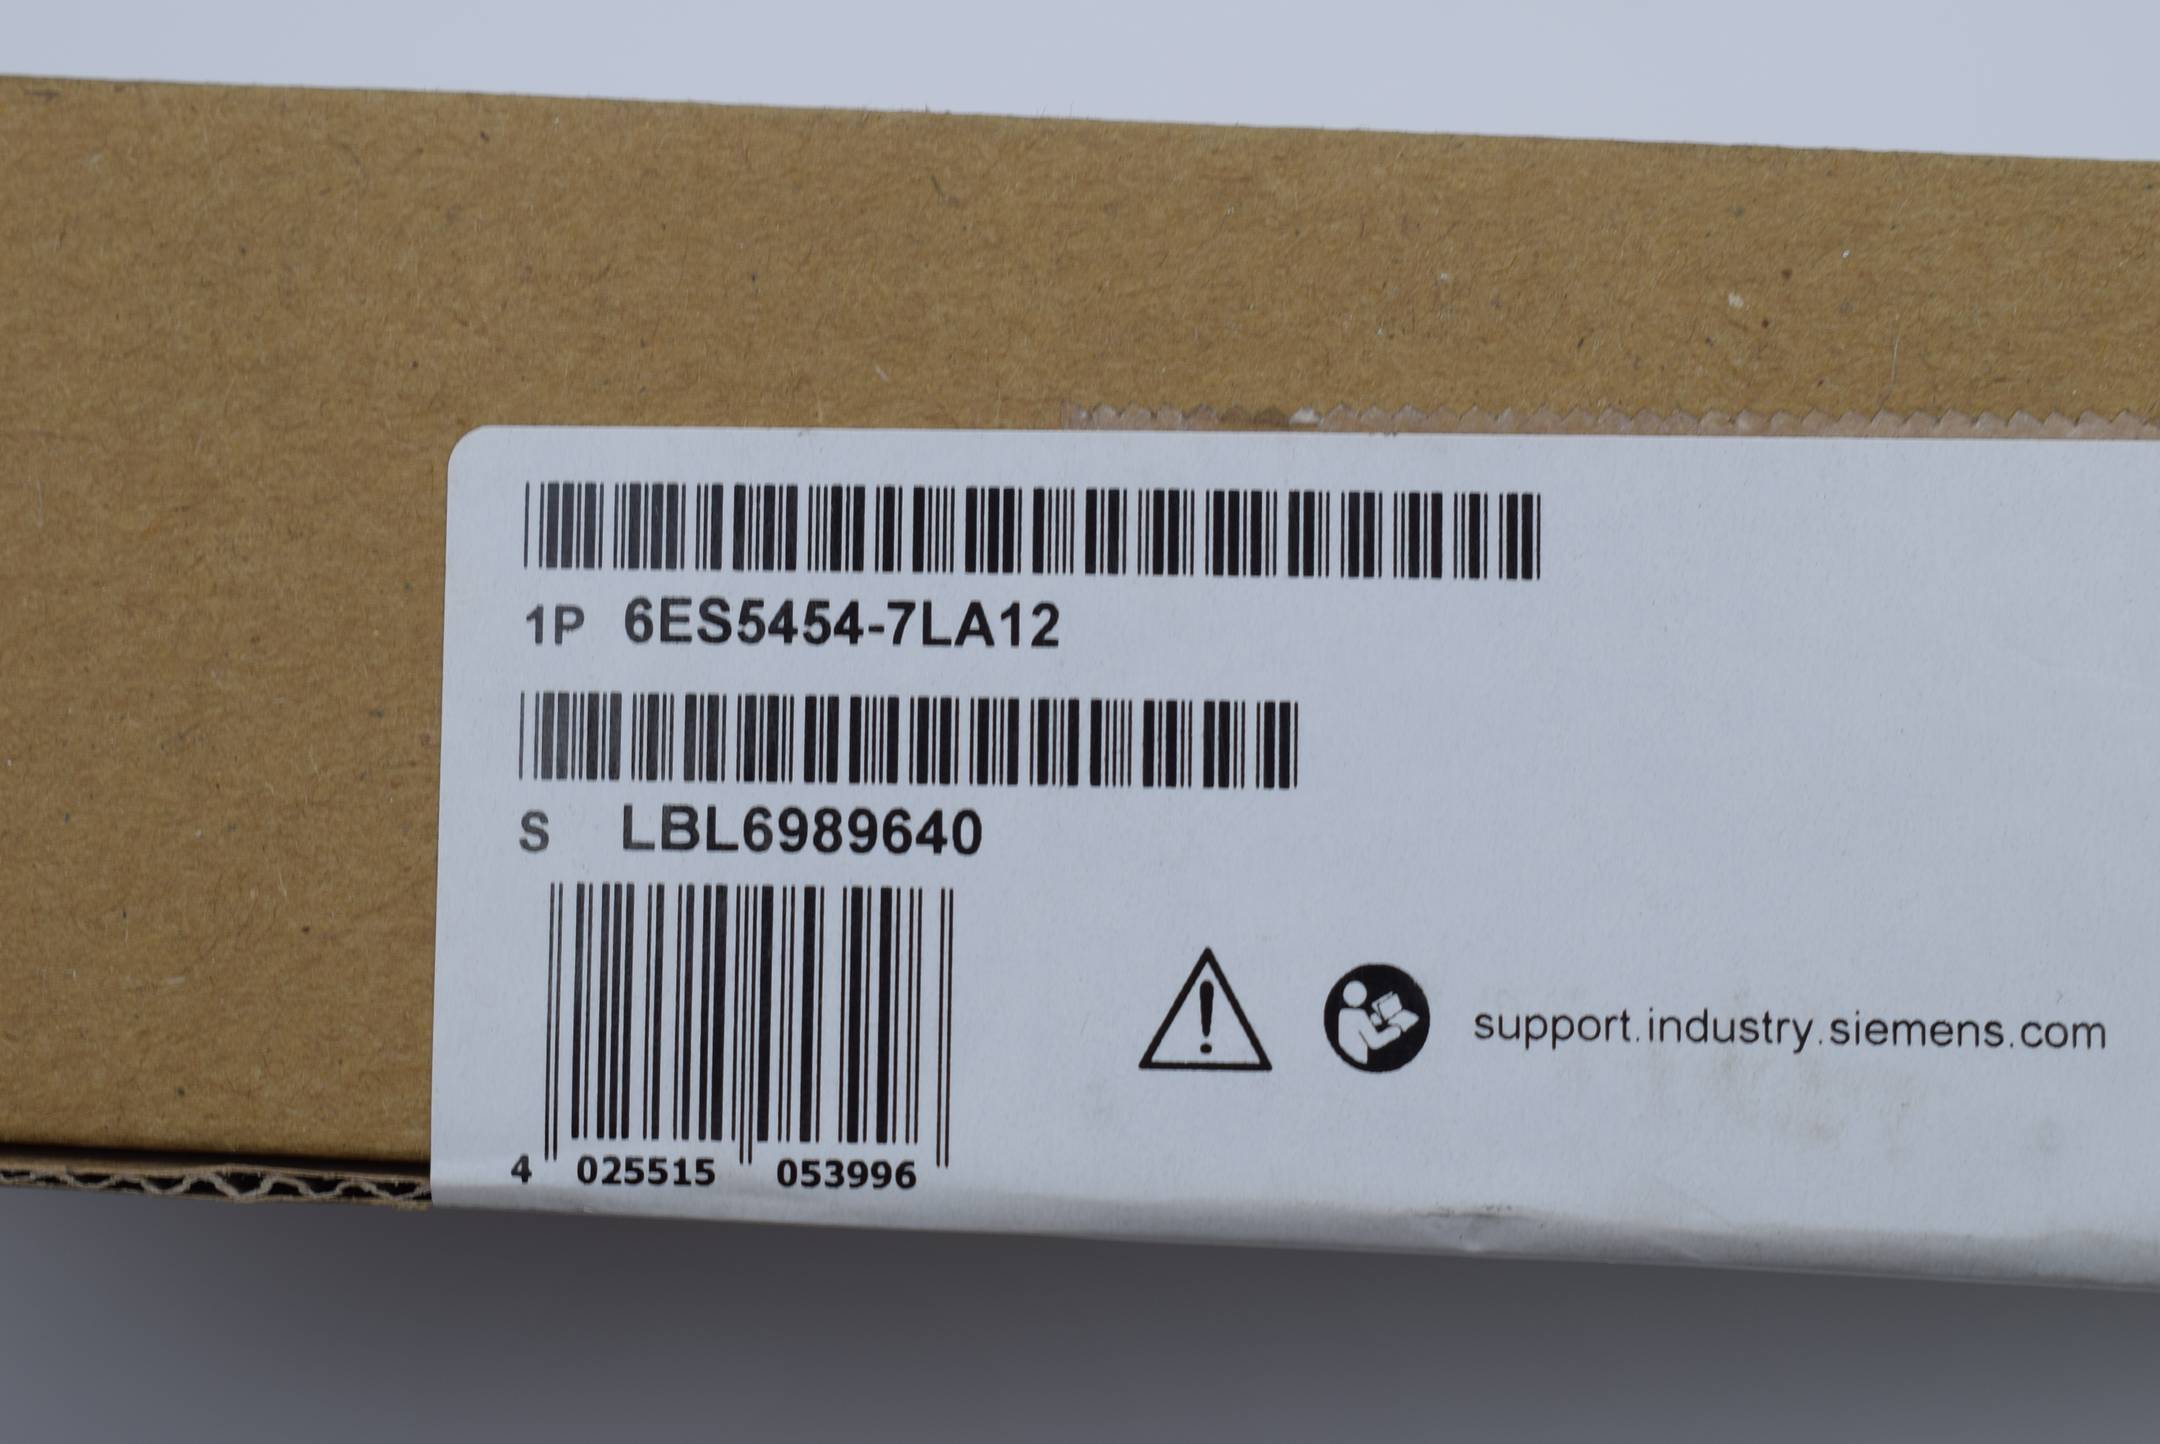 1P 6ES5454-7LA12
S LBL6989640
support.industry.siemens.com
4 025515 053996